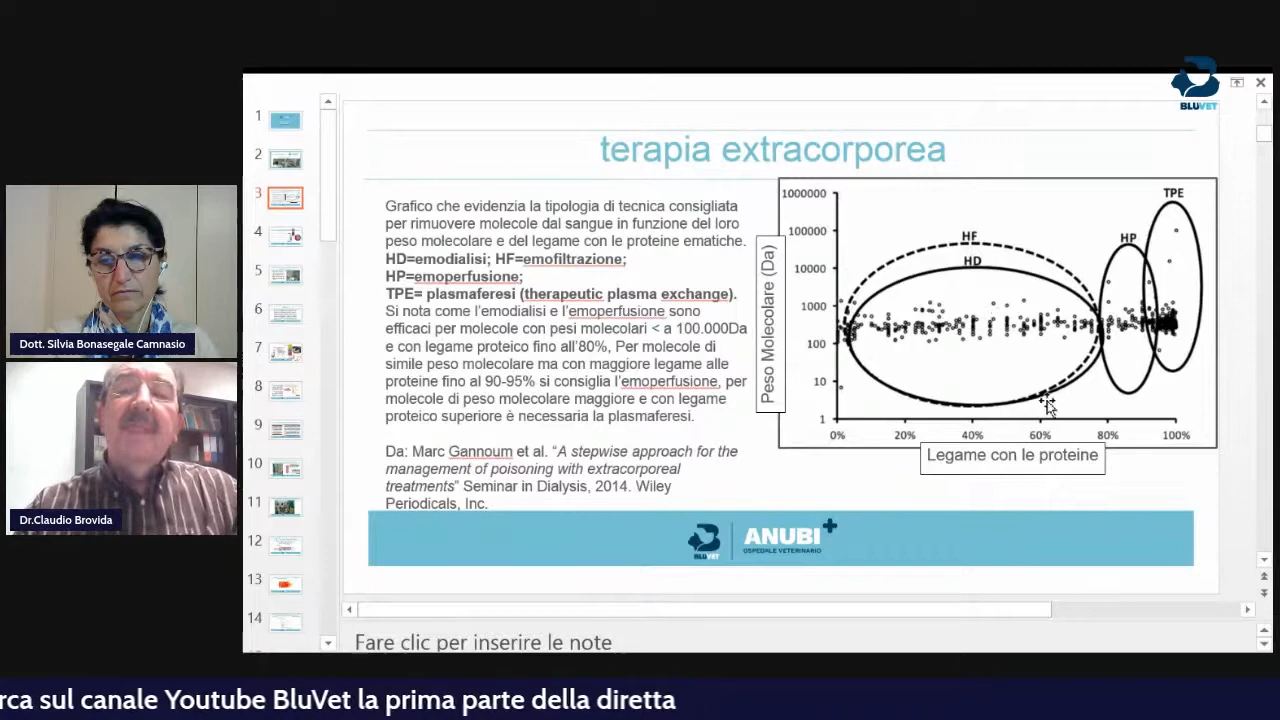 BLUVET
terapia extracorporea
Grafico che evidenzia la tipologia di tecnica consigliata
per rimuovere molecole dal sangue in funzione del loro
peso molecolare e del legame con le proteine ematiche.
HD=emodialisi; HF=emofiltrazione;
HP=emoperfusione;
TPE= plasmaferesi (therapeutic plasma exchange).
Si nota come l'emodialisi e l'emoperfusione sono
efficaci per molecole con pesi molecolari < a 100.000Da
e con legame proteico fino all'80%, Per molecole di
simile peso molecolare ma con maggiore legame alle
proteine fino al 90-95% si consiglia l'emoperfusione, per
molecole di peso molecolare maggiore e con legame
proteico superiore è necessaria la plasmaferesi.
Da: Marc Gannoum et al. "A stepwise approach for the
management of poisoning with extracorporeal
treatments" Seminar in Dialysis, 2014. Wiley
Periodicals, Inc.
Peso Molecolare (Da)
1000000
100000
10000
1000
100
10
1
HF
HD
HP
TPE
0% 20% 40% 60% 80% 100%
Legame con le proteine
BLUVET
ANUBI
OSPEDALE VETERINARIO
1
2
3
4
5
6
7
8
9
10
11
12
13
14
Fare clic per inserire le note
Dott. Silvia Bonasegale Camnasio
Dr.Claudio Brovida
rca sul canale Youtube BluVet la prima parte della diretta